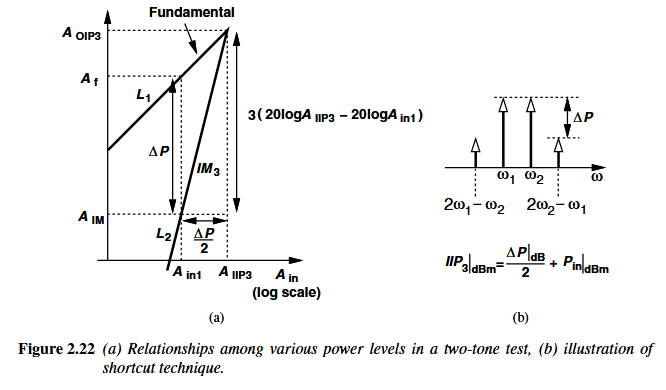 Fundamental
A OIP3
A f
L1
3 ( 20logA IIP3 − 20logA in1 )
ΔP
ΔP
IM3
ω1 ω2 ω
A IM
L2 ΔP/2
2ω1 − ω2 2ω2 − ω1
A in1 A IIP3 A in
(log scale)
IIP3|dBm = ΔP|dB/2 + Pin|dBm
(a) (b)
Figure 2.22 (a) Relationships among various power levels in a two-tone test, (b) illustration of
shortcut technique.